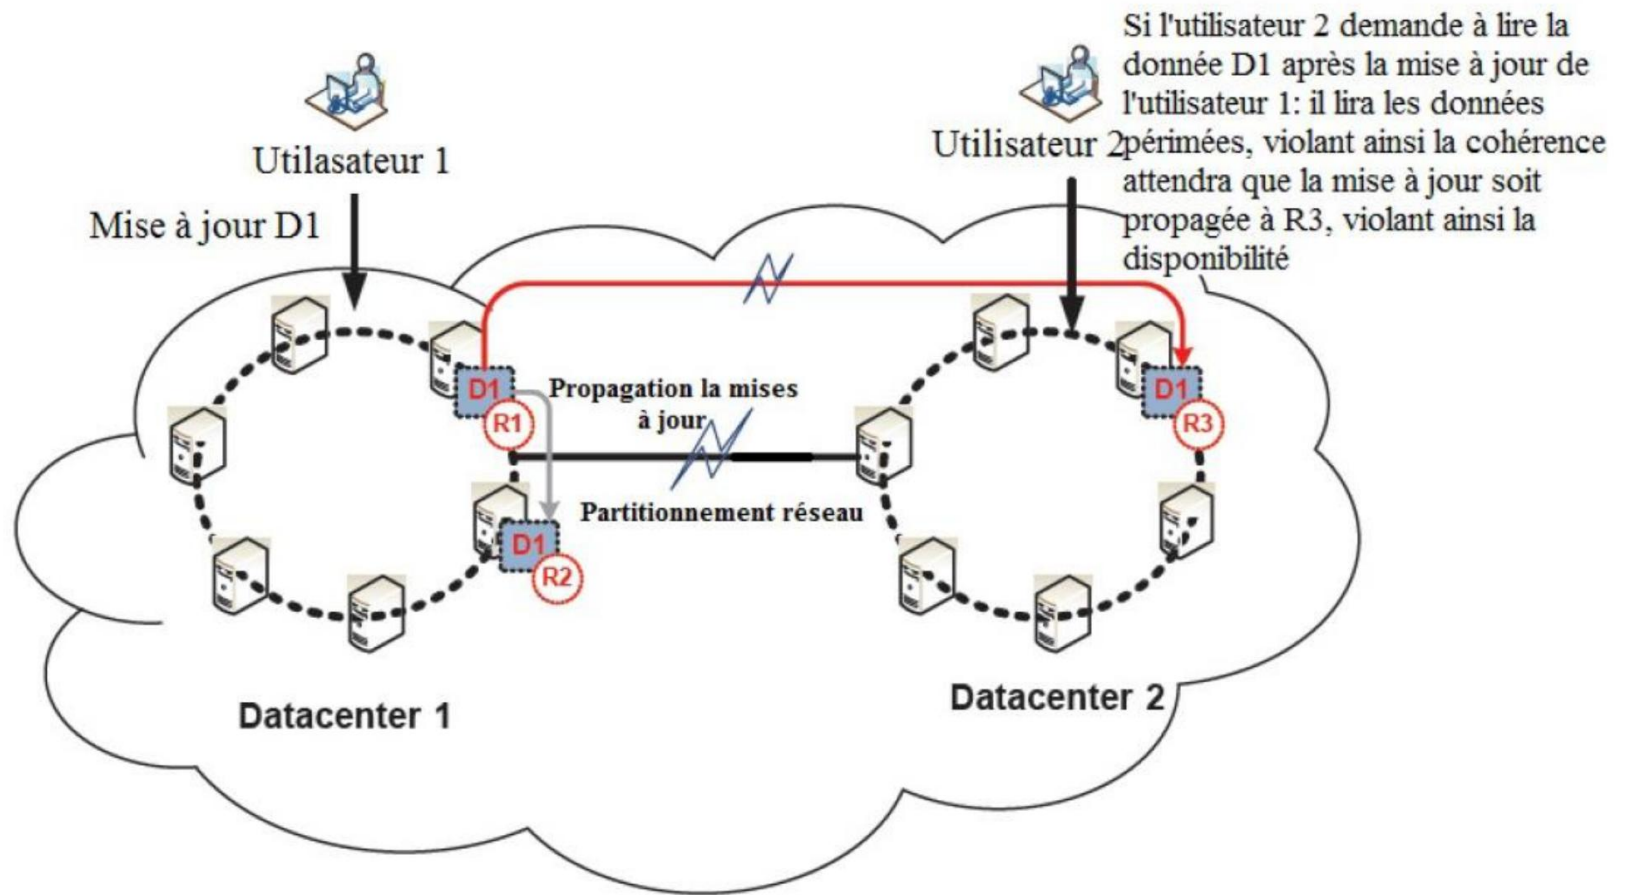 Si l'utilisateur 2 demande à lire la
donnée D1 après la mise à jour de
l'utilisateur 1: il lira les données
périmées, violant ainsi la cohérence
attendra que la mise à jour soit
propagée à R3, violant ainsi la
disponibilité
Utilasateur 1
Utilisateur 2
Mise à jour D1
D1
R1
Propagation la mises
à jour
D1
R3
Partitionnement réseau
D1
R2
Datacenter 1
Datacenter 2